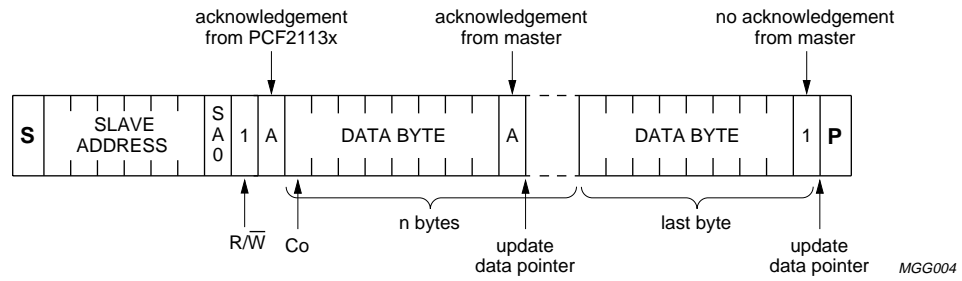 acknowledgement
from PCF2113x
acknowledgement
from master
no acknowledgement
from master
S
SLAVE
ADDRESS
S
A
0
1
A
DATA BYTE
A
DATA BYTE
1
P
R/W̅
Co
n bytes
update
data pointer
last byte
update
data pointer
MGG004